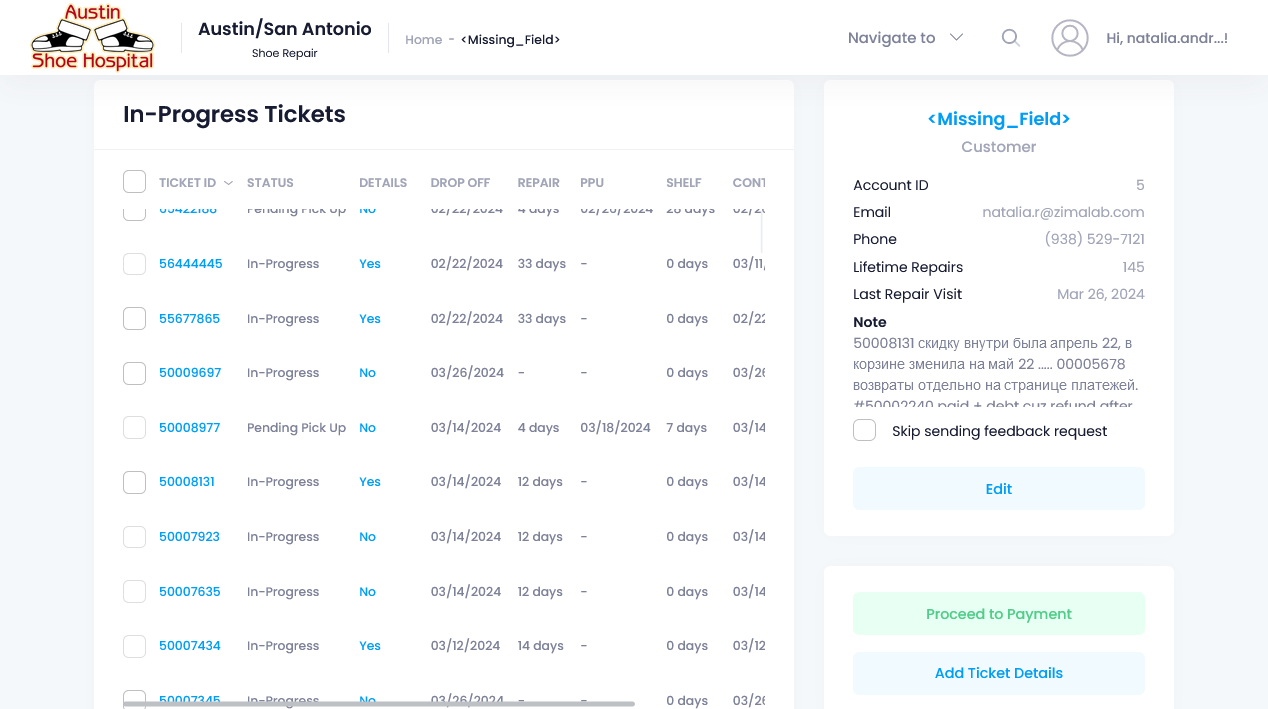 Austin
Shoe Hospital
Austin/San Antonio
Shoe Repair
Home - <Missing_Field>
Navigate to
Hi, natalia.andr...!
In-Progress Tickets
TICKET ID STATUS DETAILS DROP OFF REPAIR PPU SHELF CONT
Pending Pick Up No 02/22/2024 4 days 02/26/2024 28 days
56444445 In-Progress Yes 02/22/2024 33 days - 0 days 03/11/
55677865 In-Progress Yes 02/22/2024 33 days - 0 days 02/22
50009697 In-Progress No 03/26/2024 - - 0 days 03/26
50008977 Pending Pick Up No 03/14/2024 4 days 03/18/2024 7 days 03/14
50008131 In-Progress Yes 03/14/2024 12 days - 0 days 03/14
50007923 In-Progress No 03/14/2024 12 days - 0 days 03/14
50007635 In-Progress No 03/14/2024 12 days - 0 days 03/14
50007434 In-Progress Yes 03/12/2024 14 days - 0 days 03/12
50007345 In-Progress No 03/26/2024 - - 0 days 03/26
<Missing_Field>
Customer
Account ID 5
Email natalia.r@zimalab.com
Phone (938) 529-7121
Lifetime Repairs 145
Last Repair Visit Mar 26, 2024
Note
50008131 скидку внутри была апрель 22, в
корзине зменила на май 22 ..... 00005678
возвраты отдельно на странице платежей.
#50002240 paid + debt cuz refund after
Skip sending feedback request
Edit
Proceed to Payment
Add Ticket Details